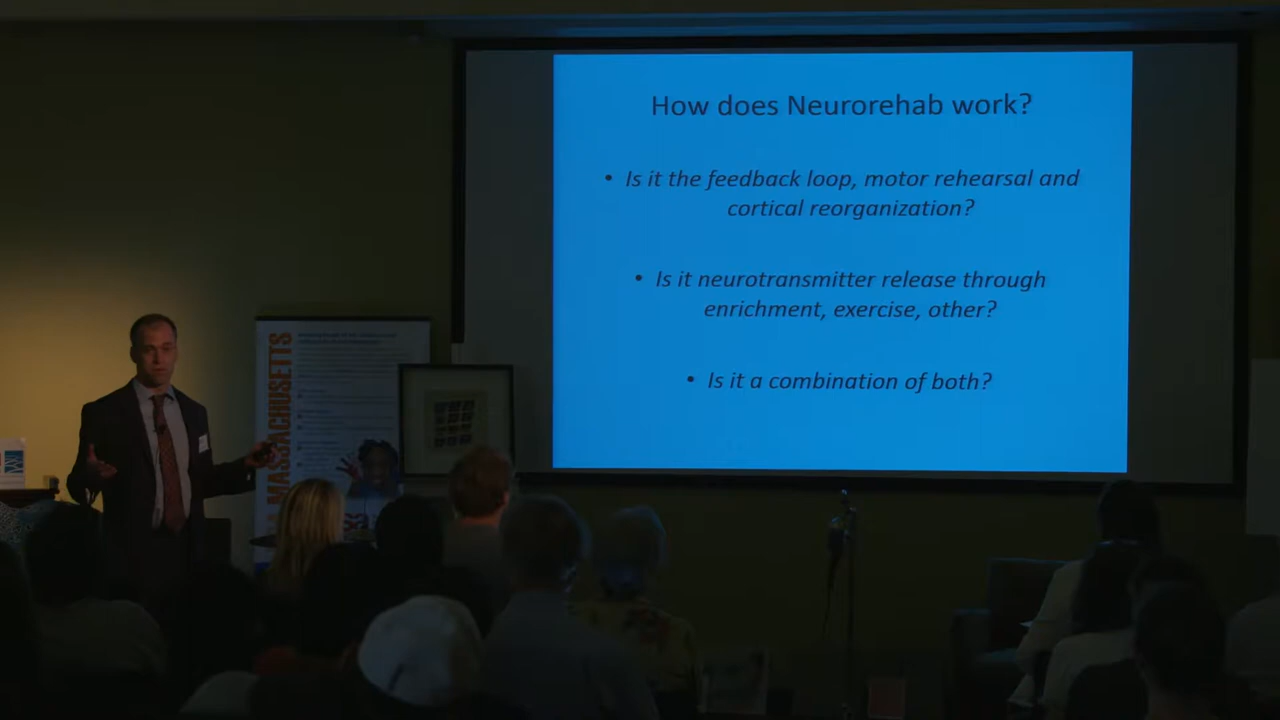 How does Neurorehab work?
• Is it the feedback loop, motor rehearsal and
cortical reorganization?
• Is it neurotransmitter release through
enrichment, exercise, other?
• Is it a combination of both?
MASSACHUSETTS